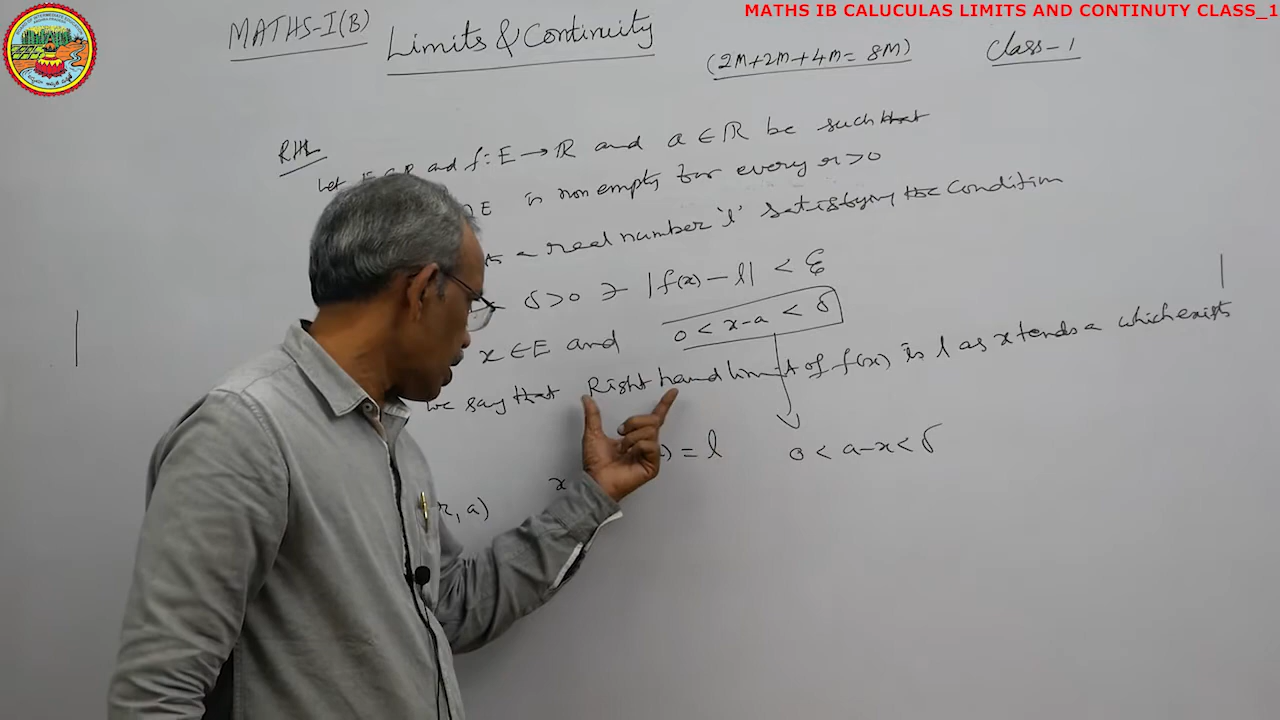 MATHS IB CALUCULAS LIMITS AND CONTINUTY CLASS_1
MATHS-I(B)
Limits & Continuity
(2M+2M+4M= 8M)
Class-1
RHL
Let E ⊆ R and f: E → R and a ∈ R be such that
E is non empty for every r > 0
a real number 'l' satisfying the Condition
δ>0 ∋ |f(x) - l| < ε
x ∈ E and 0 < x-a < δ
we say that Right hand limit of f(x) is l as x tends a which exists
x ) = l 0 < a-x < δ
r, a)